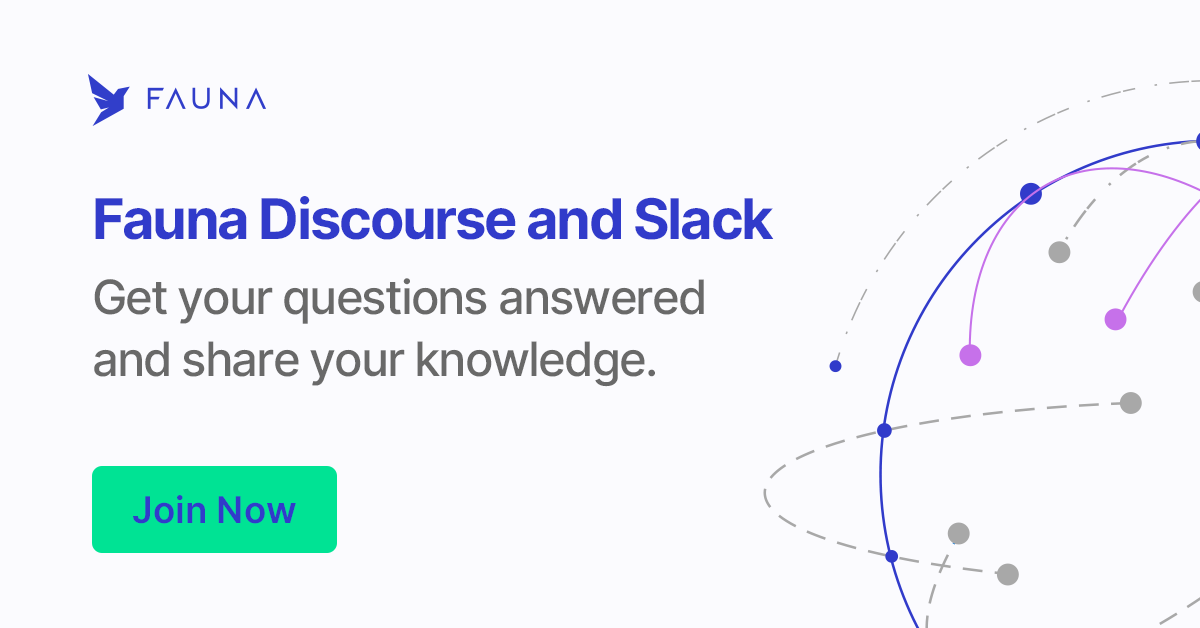 FAUNA
Fauna Discourse and Slack
Get your questions answered
and share your knowledge.
Join Now